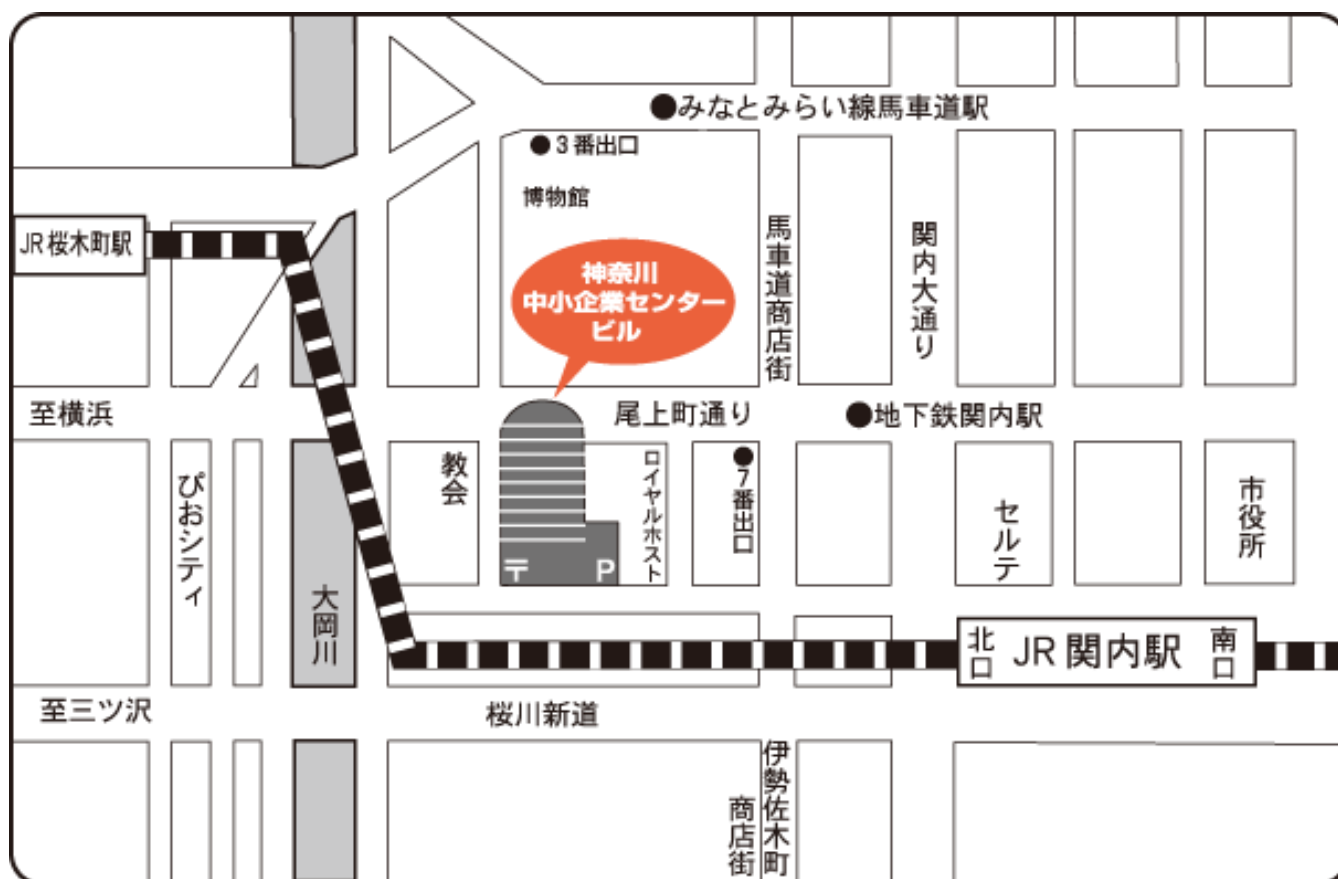 ●みなとみらい線馬車道駅
●3番出口
博物館
JR桜木町駅
神奈川
中小企業センター
ビル
馬車道商店街
関内大通り
至横浜
尾上町通り
●地下鉄関内駅
ぴおシティ
教会
ロイヤルホスト
●7番出口
セルテ
市役所
〒
P
大岡川
北口
JR関内駅
南口
至三ツ沢
桜川新道
伊勢佐木町
商店街